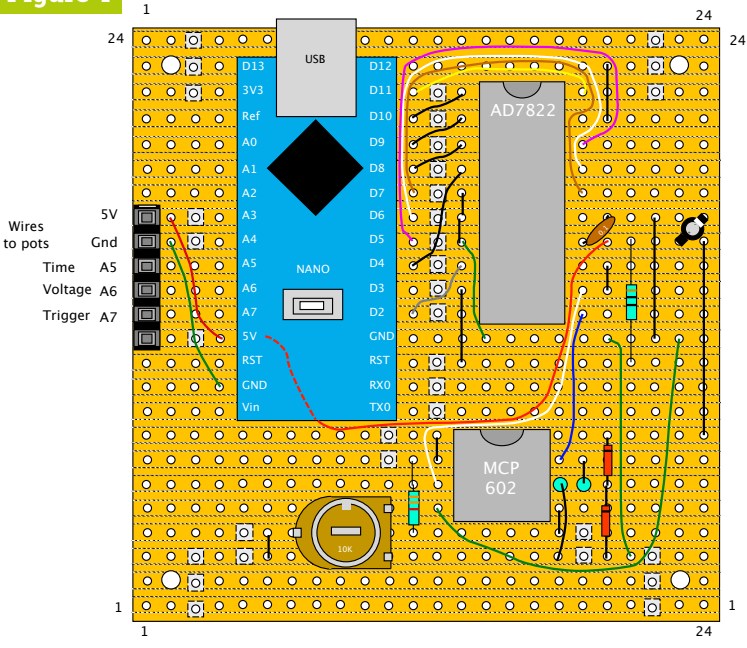 Figure 1
1
24
24
24
USB
D13
D12
3V3
D11
Ref
D10
A0
D9
A1
D8
A2
D7
A3
D6
A4
D5
A5
D4
A6
D3
A7
D2
5V
GND
RST
RST
GND
RX0
Vin
TX0
NANO
AD7822
Wires
to pots
5V
Gnd
Time A5
Voltage A6
Trigger A7
MCP
602
10K
1
1
1
24